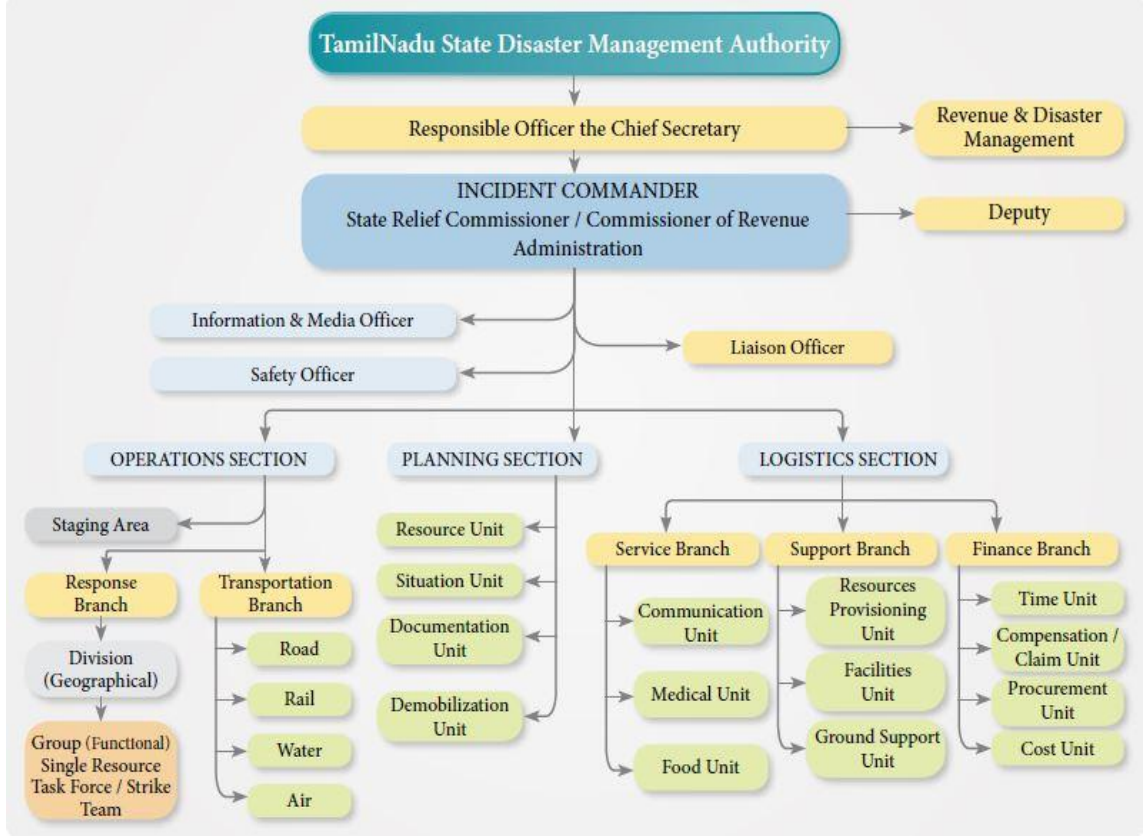 TamilNadu State Disaster Management Authority
Responsible Officer the Chief Secretary
Revenue & Disaster
Management
INCIDENT COMMANDER
State Relief Commissioner / Commissioner of Revenue
Administration
Deputy
Information & Media Officer
Liaison Officer
Safety Officer
OPERATIONS SECTION
PLANNING SECTION
LOGISTICS SECTION
Staging Area
Response
Branch
Division
(Geographical)
Group (Functional)
Single Resource
Task Force / Strike
Team
Transportation
Branch
Road
Rail
Water
Air
Resource Unit
Situation Unit
Documentation
Unit
Demobilization
Unit
Service Branch
Communication
Unit
Medical Unit
Food Unit
Support Branch
Resources
Provisioning
Unit
Facilities
Unit
Ground Support
Unit
Finance Branch
Time Unit
Compensation /
Claim Unit
Procurement
Unit
Cost Unit